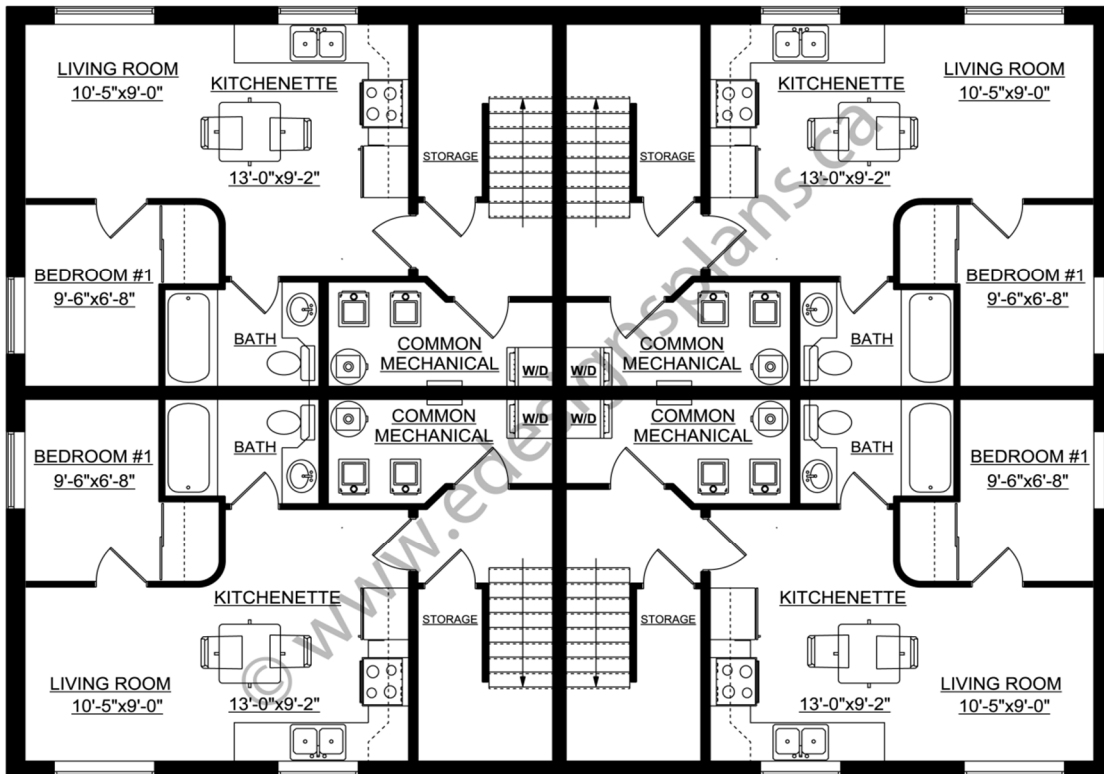 LIVING ROOM
10'-5"x9'-0"
KITCHENETTE
13'-0"x9'-2"
STORAGE
BEDROOM #1
9'-6"x6'-8"
BATH
COMMON
MECHANICAL
W/D
STORAGE
KITCHENETTE
13'-0"x9'-2"
LIVING ROOM
10'-5"x9'-0"
W/D
COMMON
MECHANICAL
BATH
BEDROOM #1
9'-6"x6'-8"
BEDROOM #1
9'-6"x6'-8"
BATH
COMMON
MECHANICAL
W/D
KITCHENETTE
13'-0"x9'-2"
STORAGE
LIVING ROOM
10'-5"x9'-0"
W/D
COMMON
MECHANICAL
BATH
BEDROOM #1
9'-6"x6'-8"
STORAGE
KITCHENETTE
13'-0"x9'-2"
LIVING ROOM
10'-5"x9'-0"
© www.edesignsplans.ca